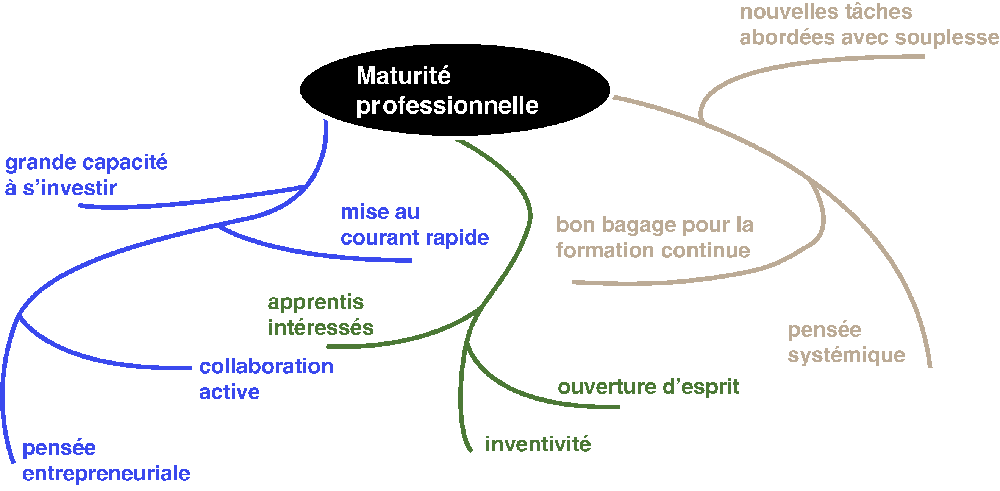 nouvelles tâches
abordées avec souplesse
Maturité
professionnelle
grande capacité
à s’investir
mise au
courant rapide
bon bagage pour la
formation continue
apprentis
intéressés
pensée
systémique
collaboration
active
ouverture d’esprit
inventivité
pensée
entrepreneuriale